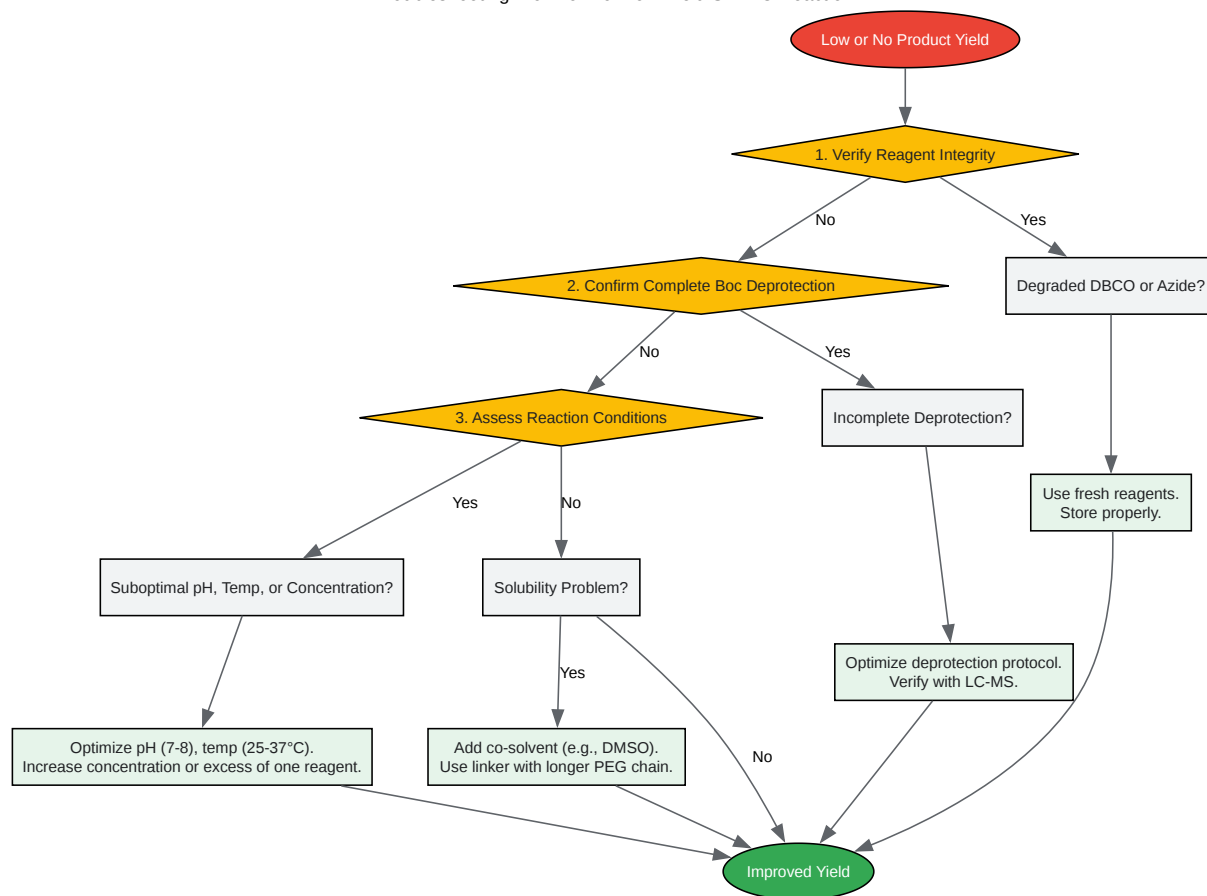 Low or No Product Yield
1. Verify Reagent Integrity
No
Yes
2. Confirm Complete Boc Deprotection
Degraded DBCO or Azide?
No
Yes
3. Assess Reaction Conditions
Incomplete Deprotection?
Yes
No
Use fresh reagents.
Store properly.
Suboptimal pH, Temp, or Concentration?
Solubility Problem?
Yes
Optimize deprotection protocol.
Verify with LC-MS.
Optimize pH (7-8), temp (25-37°C).
Increase concentration or excess of one reagent.
Add co-solvent (e.g., DMSO).
Use linker with longer PEG chain.
No
Improved Yield